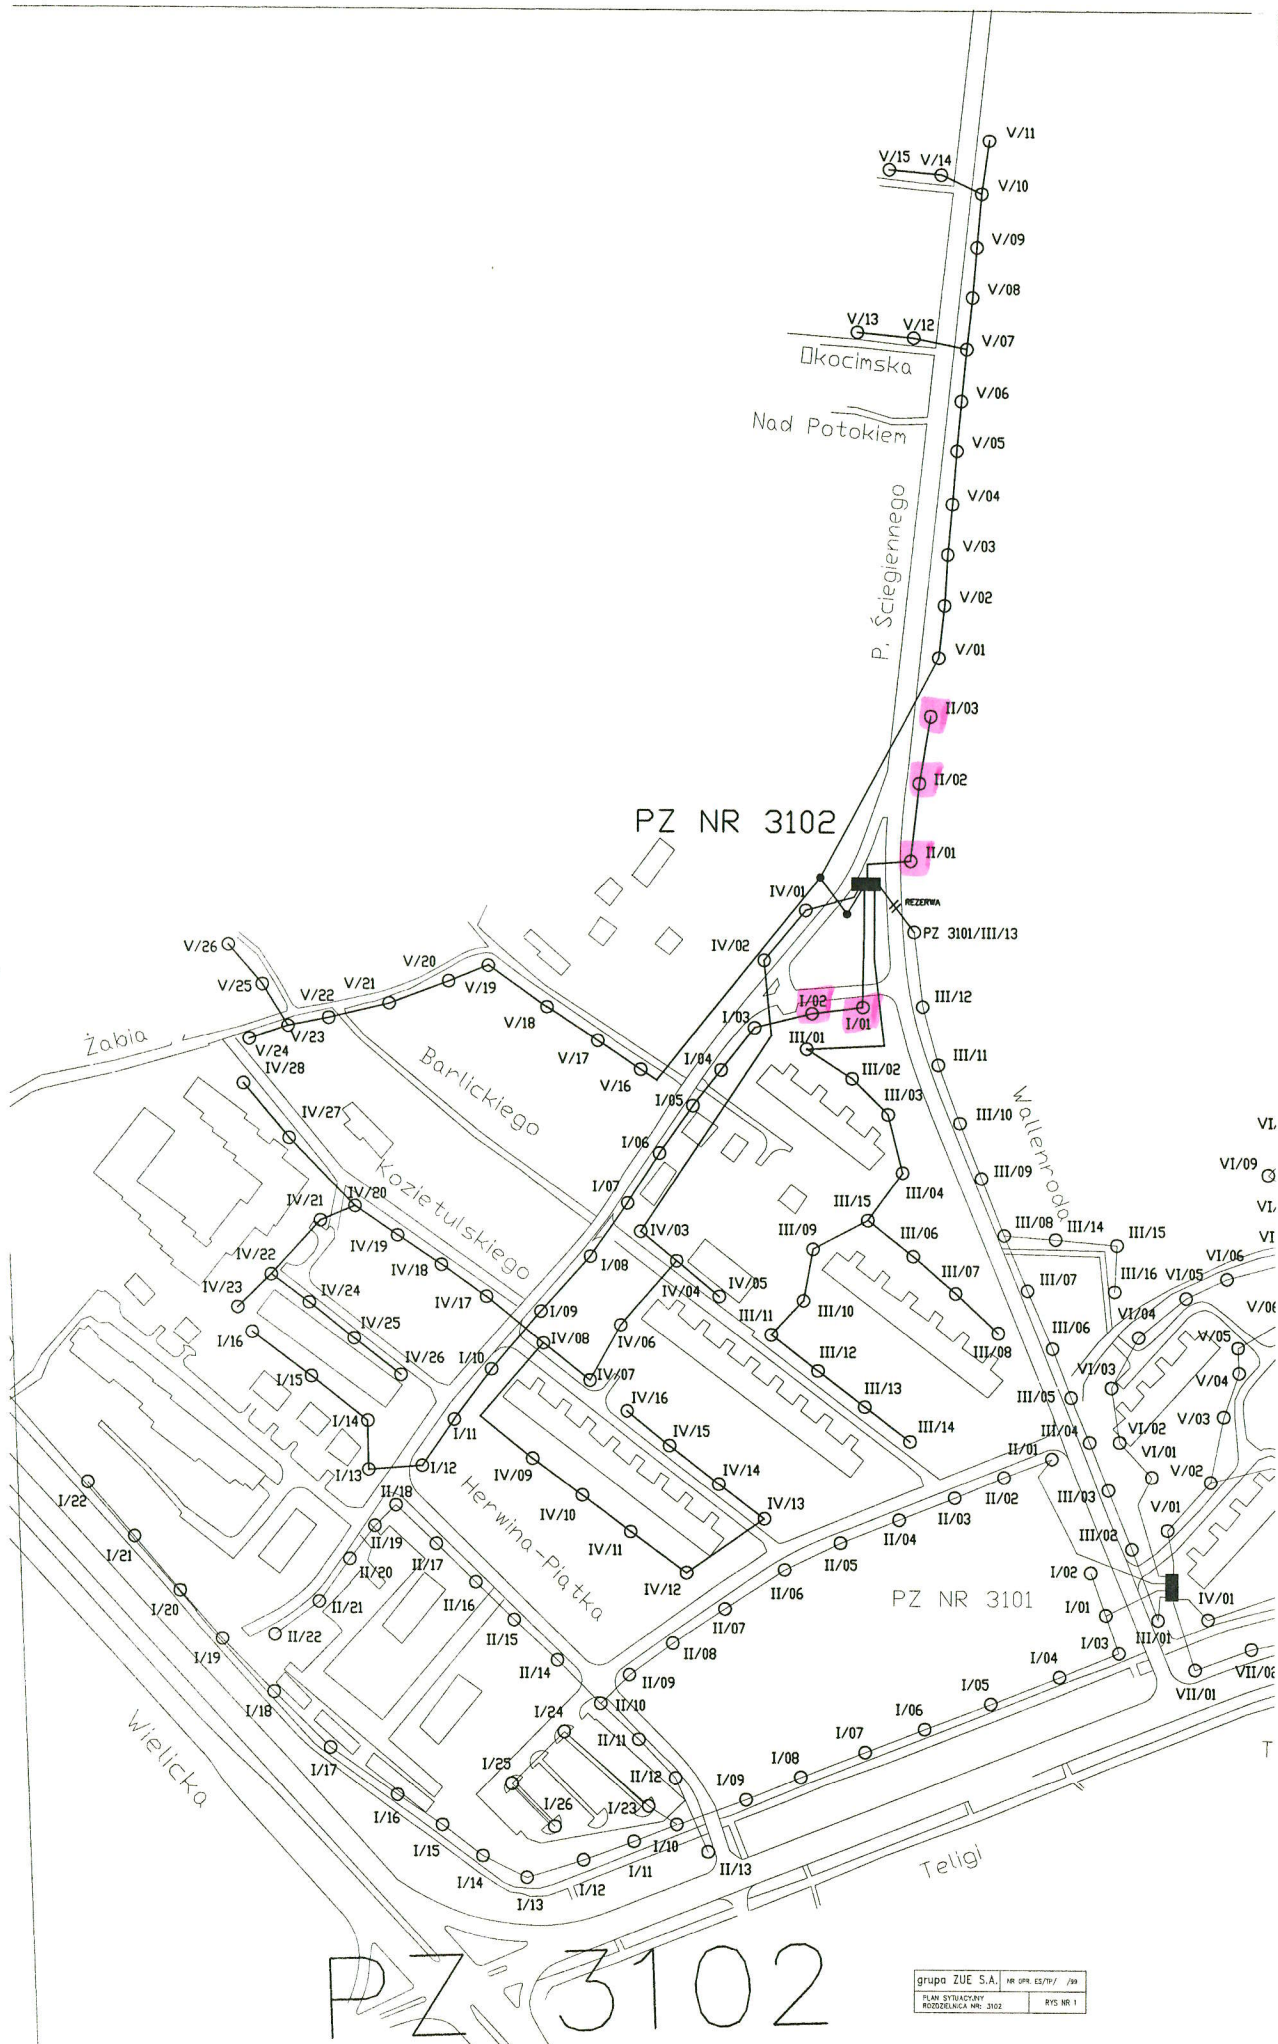 V/11
V/15 V/14
V/10
V/09
V/08
V/13 V/12
V/07
Okocimska
V/06
Nad Potokiem
V/05
V/04
P. Ściegiennego
V/03
V/02
V/01
II/03
II/02
PZ NR 3102
II/01
IV/01
REZERWA
PZ 3101/III/13
V/26
IV/02
V/20
V/25
V/21
V/19
V/22
I/02
III/12
V/18
I/03
I/01
V/23
Żabia
V/24
III/01
V/17
Barlickiego
I/04
III/11
IV/28
V/16
III/02
I/05
III/03
IV/27
III/10
Wallenroda
VI/
I/06
VI/09
Kozietulskiego
III/09
III/04
I/07
IV/20
IV/21
III/15
VI/
III/08 III/14
IV/03
III/09
III/15
VI
IV/19
III/06
IV/22
I/08
VI/06
IV/18
III/07
IV/23
IV/24
IV/17
IV/04
IV/05
III/07
III/16
VI/05
I/09
III/10
V/06
III/11
VI/04
I/16
IV/25
IV/06
IV/08
III/08
III/06
V/05
I/15
IV/26
I/10
IV/07
III/12
VI/03
V/04
III/05
IV/16
III/13
I/14
I/11
V/03
IV/15
III/14
III/04
VI/02
II/01
I/13
I/12
IV/09
IV/14
VI/01
V/02
I/22
II/18
Herwina-Piatka
II/02
III/03
IV/10
IV/13
II/03
V/01
I/21
II/19
II/04
II/17
IV/11
II/05
III/02
II/20
IV/12
II/06
I/02
I/20
II/16
PZ NR 3101
II/21
II/07
I/01
IV/01
II/15
III/01
I/19
II/22
II/08
I/03
II/14
II/09
I/04
VII/02
I/18
VII/01
II/10
I/05
I/24
I/06
Wielicka
II/11
I/07
I/17
T
I/25
II/12
I/08
I/16
I/23
I/09
I/26
I/15
I/10
I/11
II/13
I/14
I/12
Teligi
I/13
PZ 3102
grupa ZUE S.A. NR OPR. ES/TP/ /99
PLAN SYTUACYJNY
ROZDZIELNICA NR: 3102 RYS NR 1